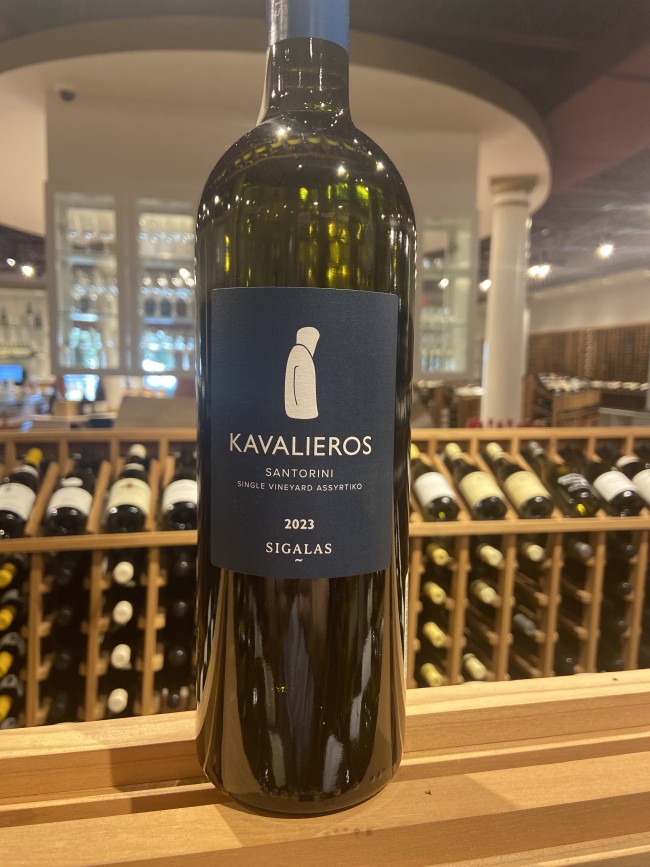 KAVALIEROS
SANTORINI
SINGLE VINEYARD ASSYRTIKO
2023
SIGALAS
~